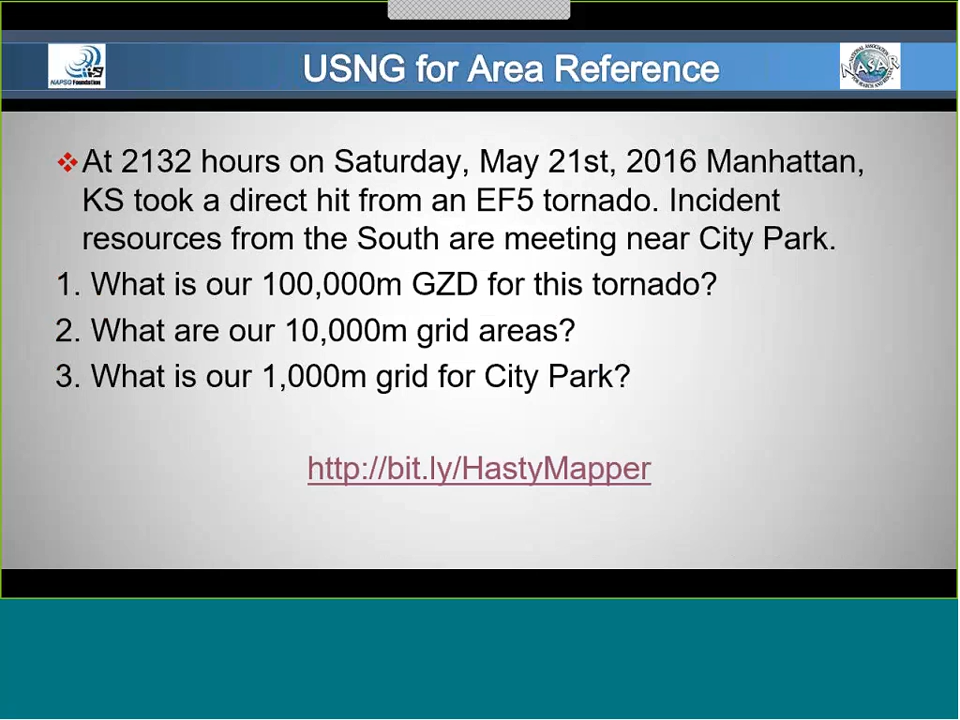 USNG for Area Reference
NAPSG Foundation
NASAR
At 2132 hours on Saturday, May 21st, 2016 Manhattan,
KS took a direct hit from an EF5 tornado. Incident
resources from the South are meeting near City Park.
1. What is our 100,000m GZD for this tornado?
2. What are our 10,000m grid areas?
3. What is our 1,000m grid for City Park?
http://bit.ly/HastyMapper